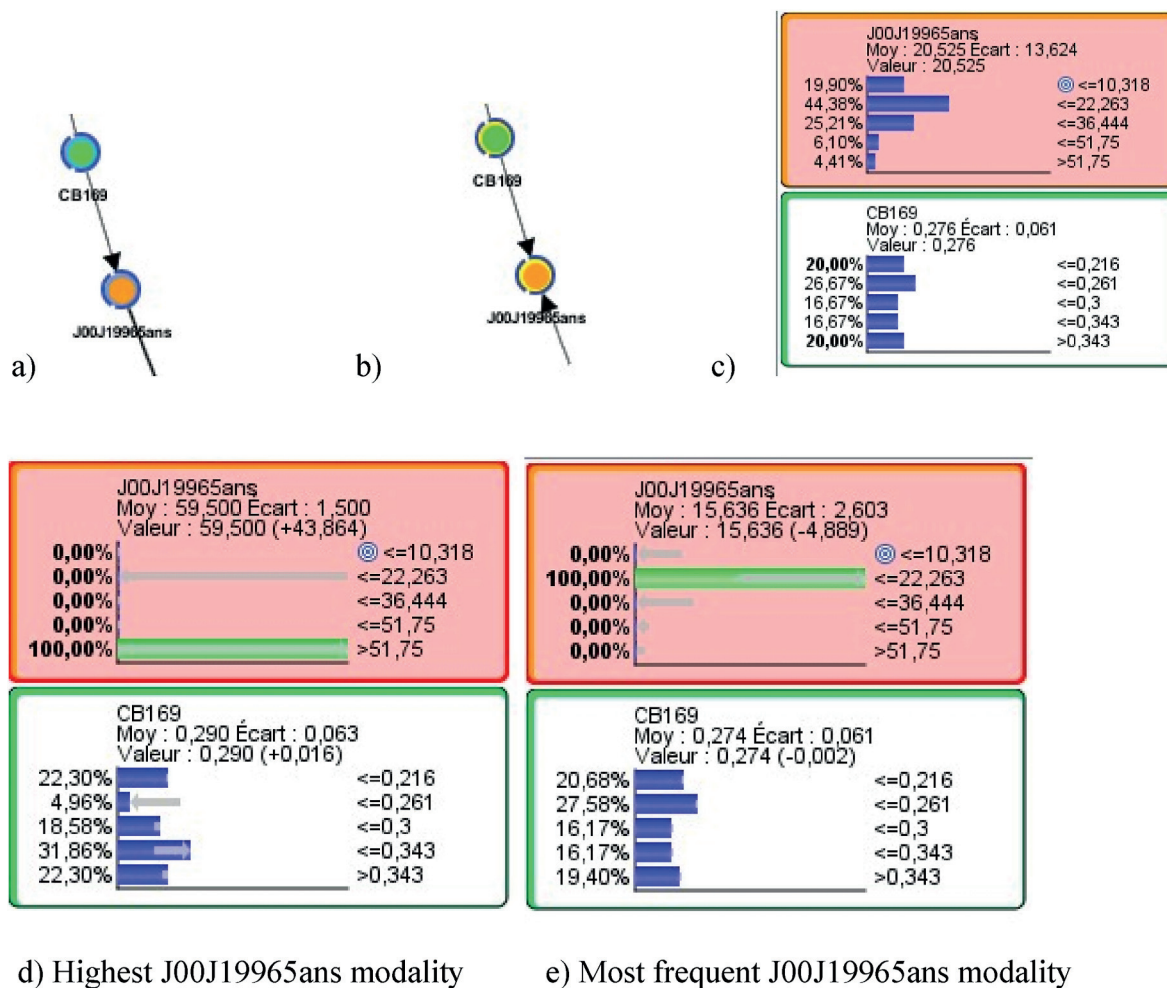 CB169
J00J19965ans
a)
CB169
J00J19965ans
b)
J00J19965ans
Moy : 20,525 Écart : 13,624
Valeur : 20,525
19,90% <=10,318
44,38% <=22,263
25,21% <=36,444
6,10% <=51,75
4,41% >51,75
CB169
Moy : 0,276 Écart : 0,061
Valeur : 0,276
20,00% <=0,216
26,67% <=0,261
16,67% <=0,3
16,67% <=0,343
20,00% >0,343
c)
J00J19965ans
Moy : 59,500 Écart : 1,500
Valeur : 59,500 (+43,864)
0,00% <=10,318
0,00% <=22,263
0,00% <=36,444
0,00% <=51,75
100,00% >51,75
CB169
Moy : 0,290 Écart : 0,063
Valeur : 0,290 (+0,016)
22,30% <=0,216
4,96% <=0,261
18,58% <=0,3
31,86% <=0,343
22,30% >0,343
d) Highest J00J19965ans modality
J00J19965ans
Moy : 15,636 Écart : 2,603
Valeur : 15,636 (-4,889)
0,00% <=10,318
100,00% <=22,263
0,00% <=36,444
0,00% <=51,75
0,00% >51,75
CB169
Moy : 0,274 Écart : 0,061
Valeur : 0,274 (-0,002)
20,68% <=0,216
27,58% <=0,261
16,17% <=0,3
16,17% <=0,343
19,40% >0,343
e) Most frequent J00J19965ans modality